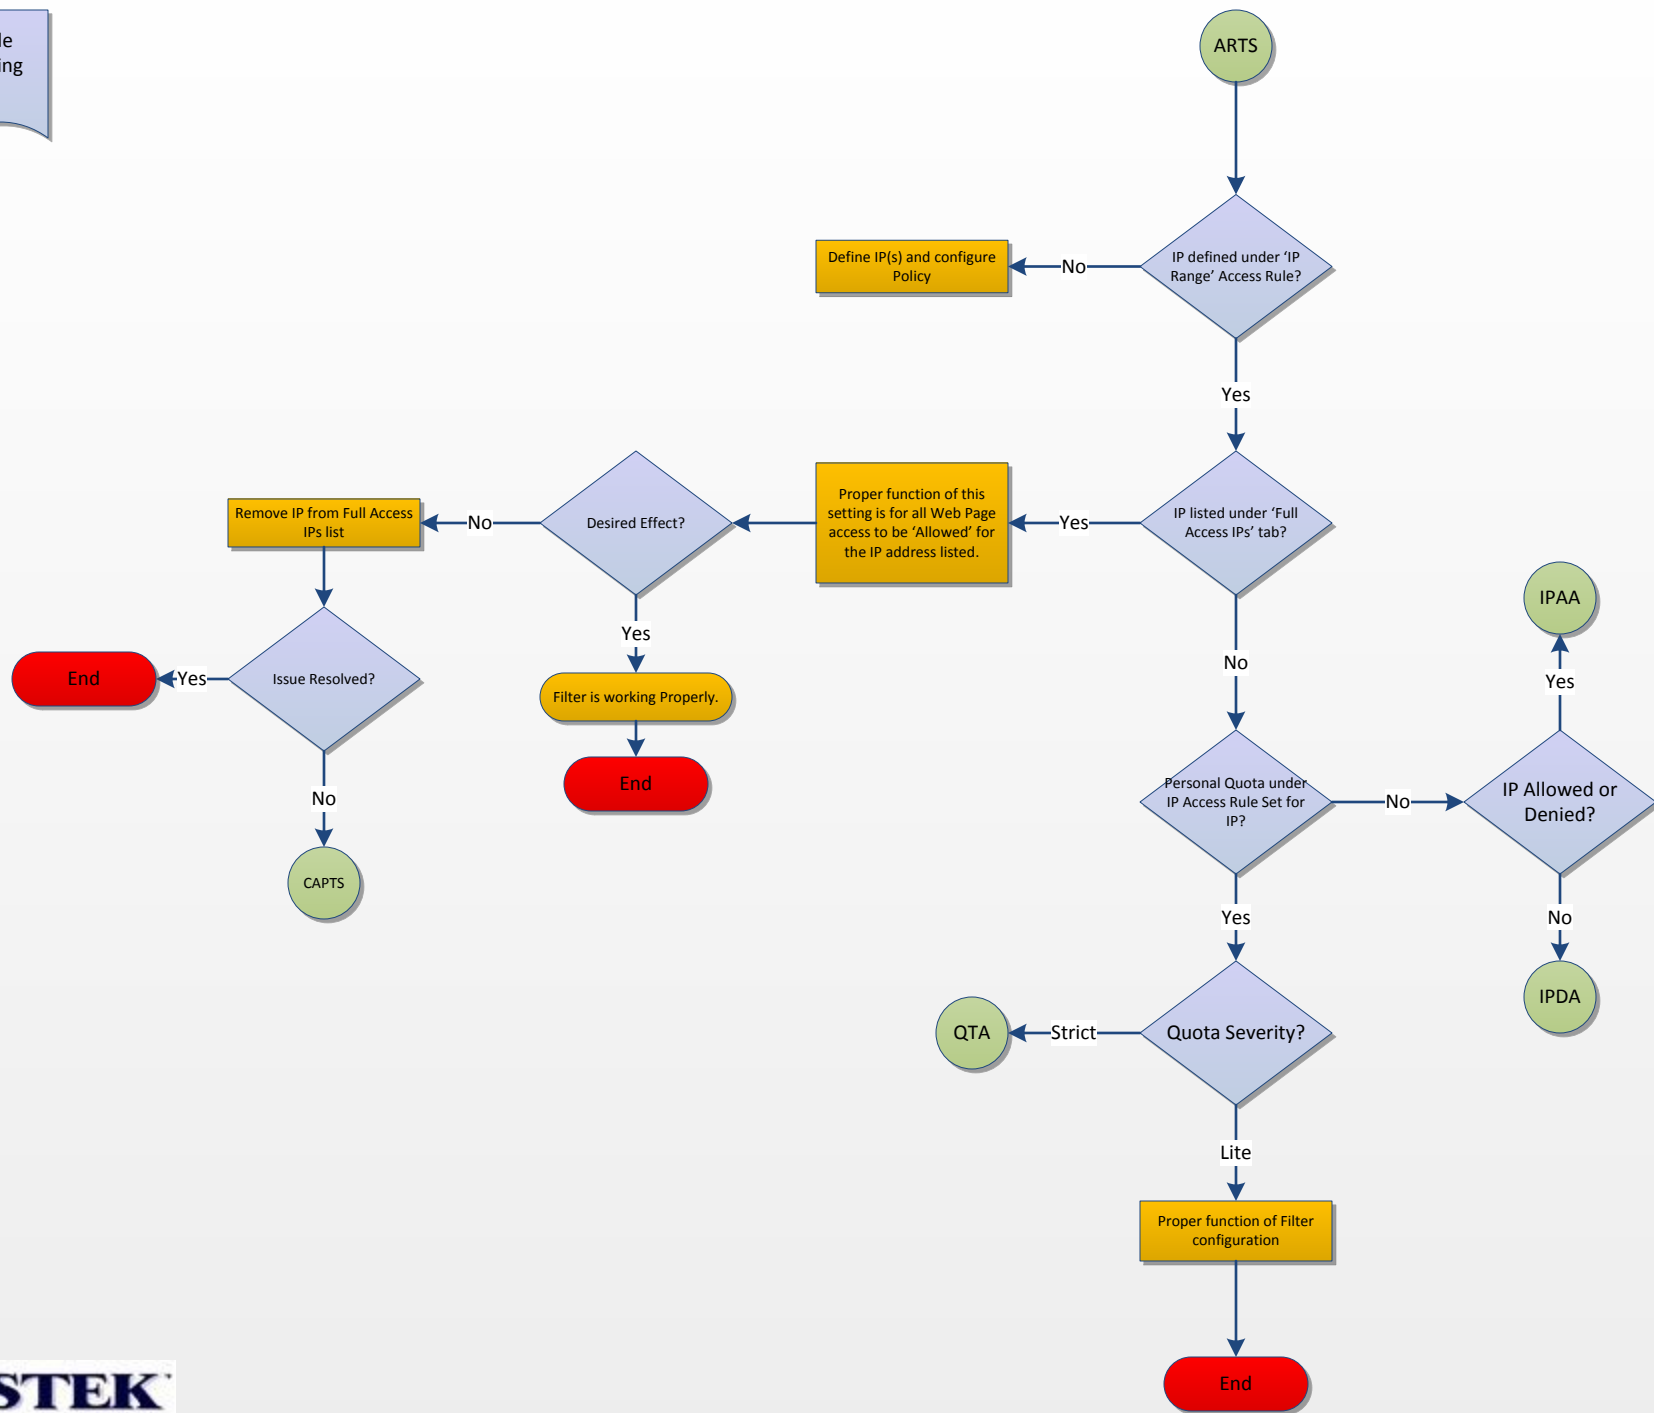 ARTS
IP defined under ‘IP
Range’ Access Rule?
No
Define IP(s) and configure
Policy
Yes
IP listed under ‘Full
Access IPs’ tab?
Yes
Proper function of this
setting is for all Web Page
access to be ‘Allowed’ for
the IP address listed.
Desired Effect?
No
Remove IP from Full Access
IPs list
Issue Resolved?
Yes
End
No
CAPTS
Yes
Filter is working Properly.
End
No
Personal Quota under
IP Access Rule Set for
IP?
No
IP Allowed or
Denied?
Yes
IPAA
No
IPDA
Yes
Quota Severity?
Strict
QTA
Lite
Proper function of Filter
configuration
End
STEK